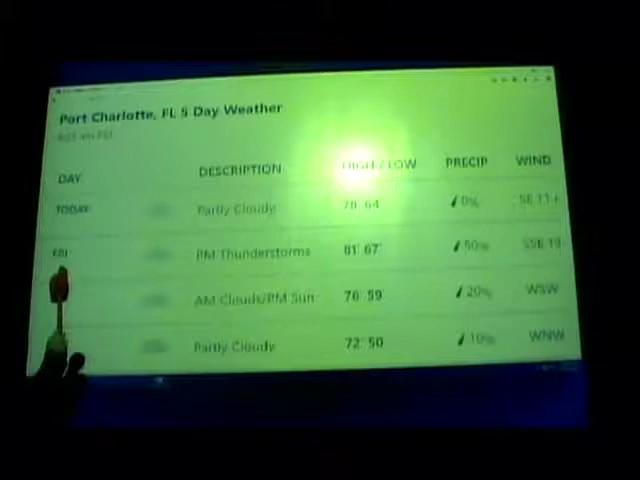 Port Charlotte, FL 5 Day Weather
DAY DESCRIPTION HIGH / LOW PRECIP WIND
TODAY Partly Cloudy 78° 64° 0% SE 11
FRI PM Thunderstorms 81° 67° 50% SSE 19
AM Clouds/PM Sun 76° 59° 20% WSW
Partly Cloudy 72° 50° 10% WNW